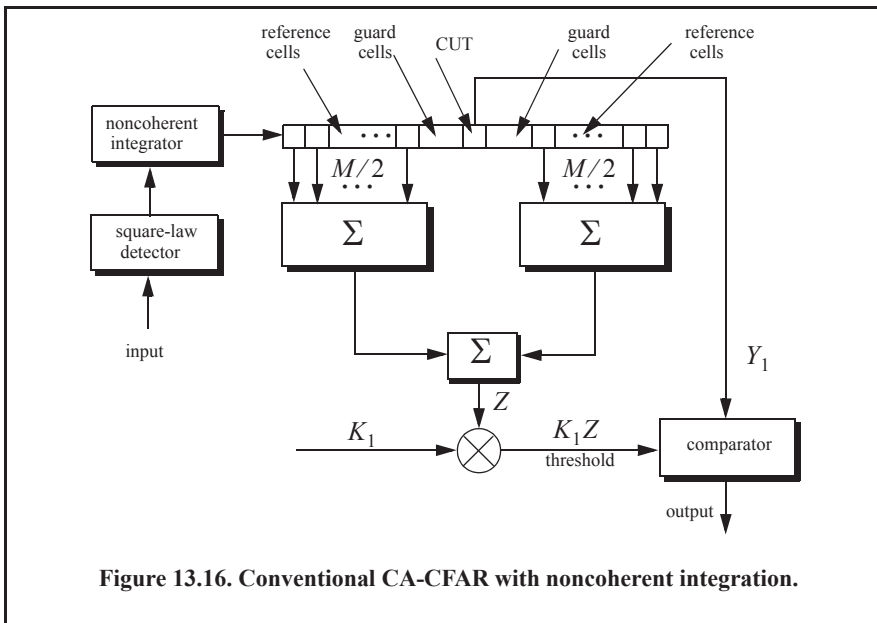 reference
cells
guard
cells
CUT
guard
cells
reference
cells
noncoherent
integrator
• • •
• • •
M/2
• • •
M/2
• • •
square-law
detector
Σ
Σ
input
Σ
Y1
Z
K1
K1Z
threshold
comparator
output
Figure 13.16. Conventional CA-CFAR with noncoherent integration.